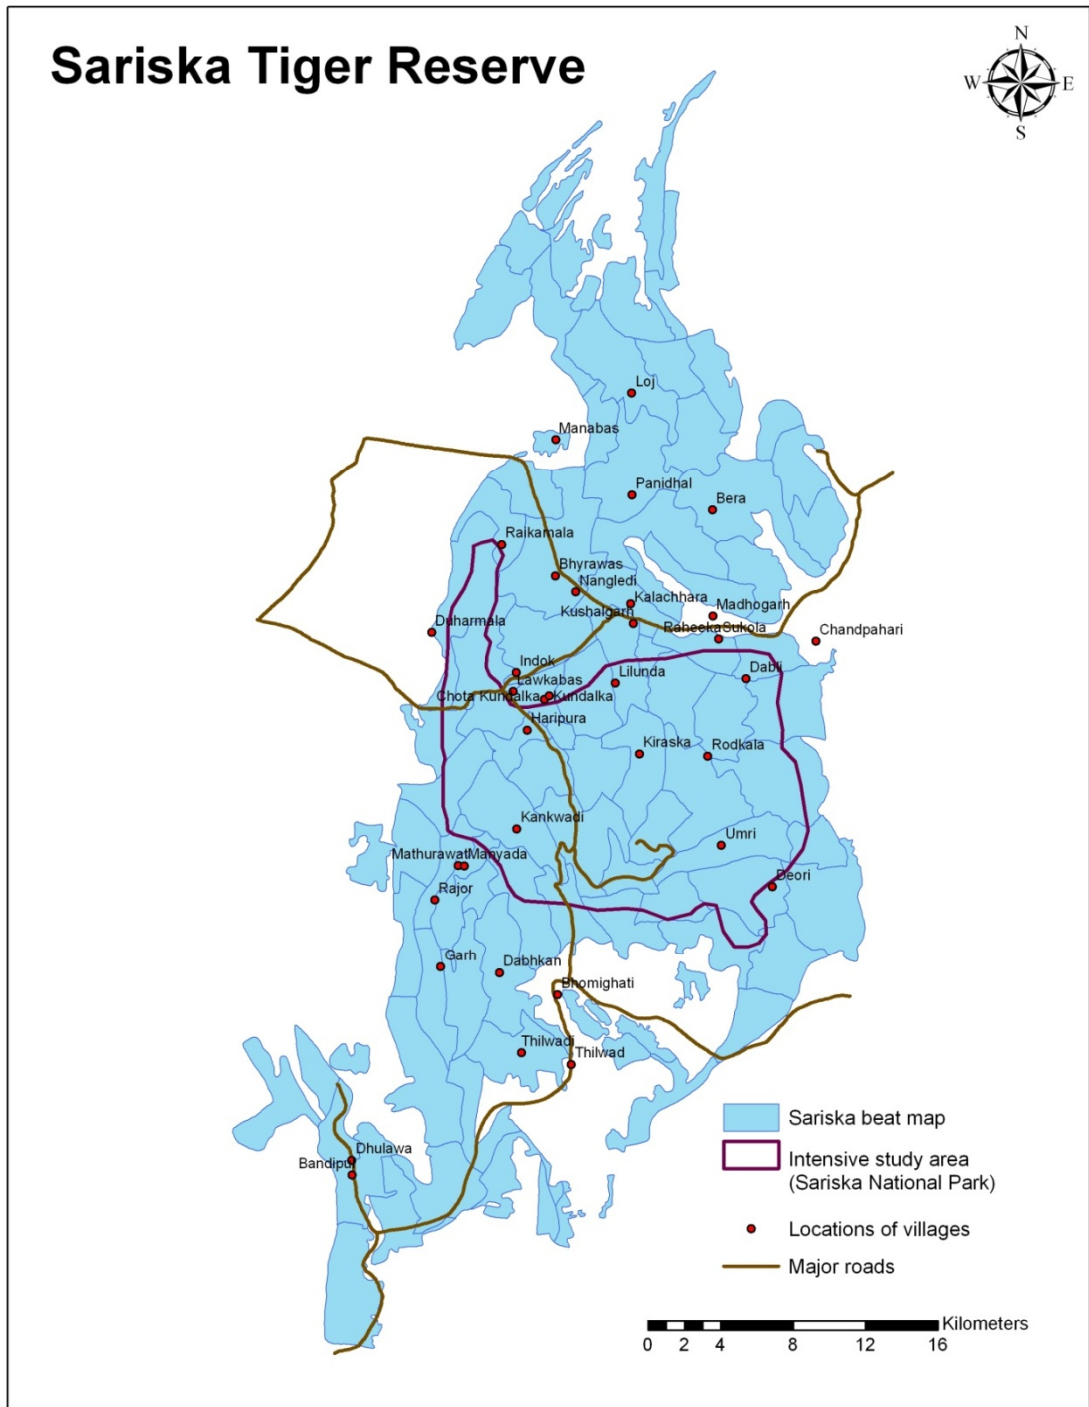 Sariska Tiger Reserve
N
W E
S
Loj
Manabas
Panidhal
Bera
Raikamala
Bhyrawas
Nangledi
Kalachhara
Kushalgarh
Madhogarh
Duharmala
RaheekaSukola
Chandpahari
Indok
Lilunda
Dabli
Lawkabas
Chota Kundalka
Kundalka
Haripura
Kiraska
Rodkala
Kankwadi
Umri
Mathurawat
Manyada
Deori
Rajor
Garh
Dabhkan
Bhomighati
Thilwadi
Thilwad
Dhulawa
Bandipur
Sariska beat map
Intensive study area
(Sariska National Park)
Locations of villages
Major roads
Kilometers
0 2 4 8 12 16